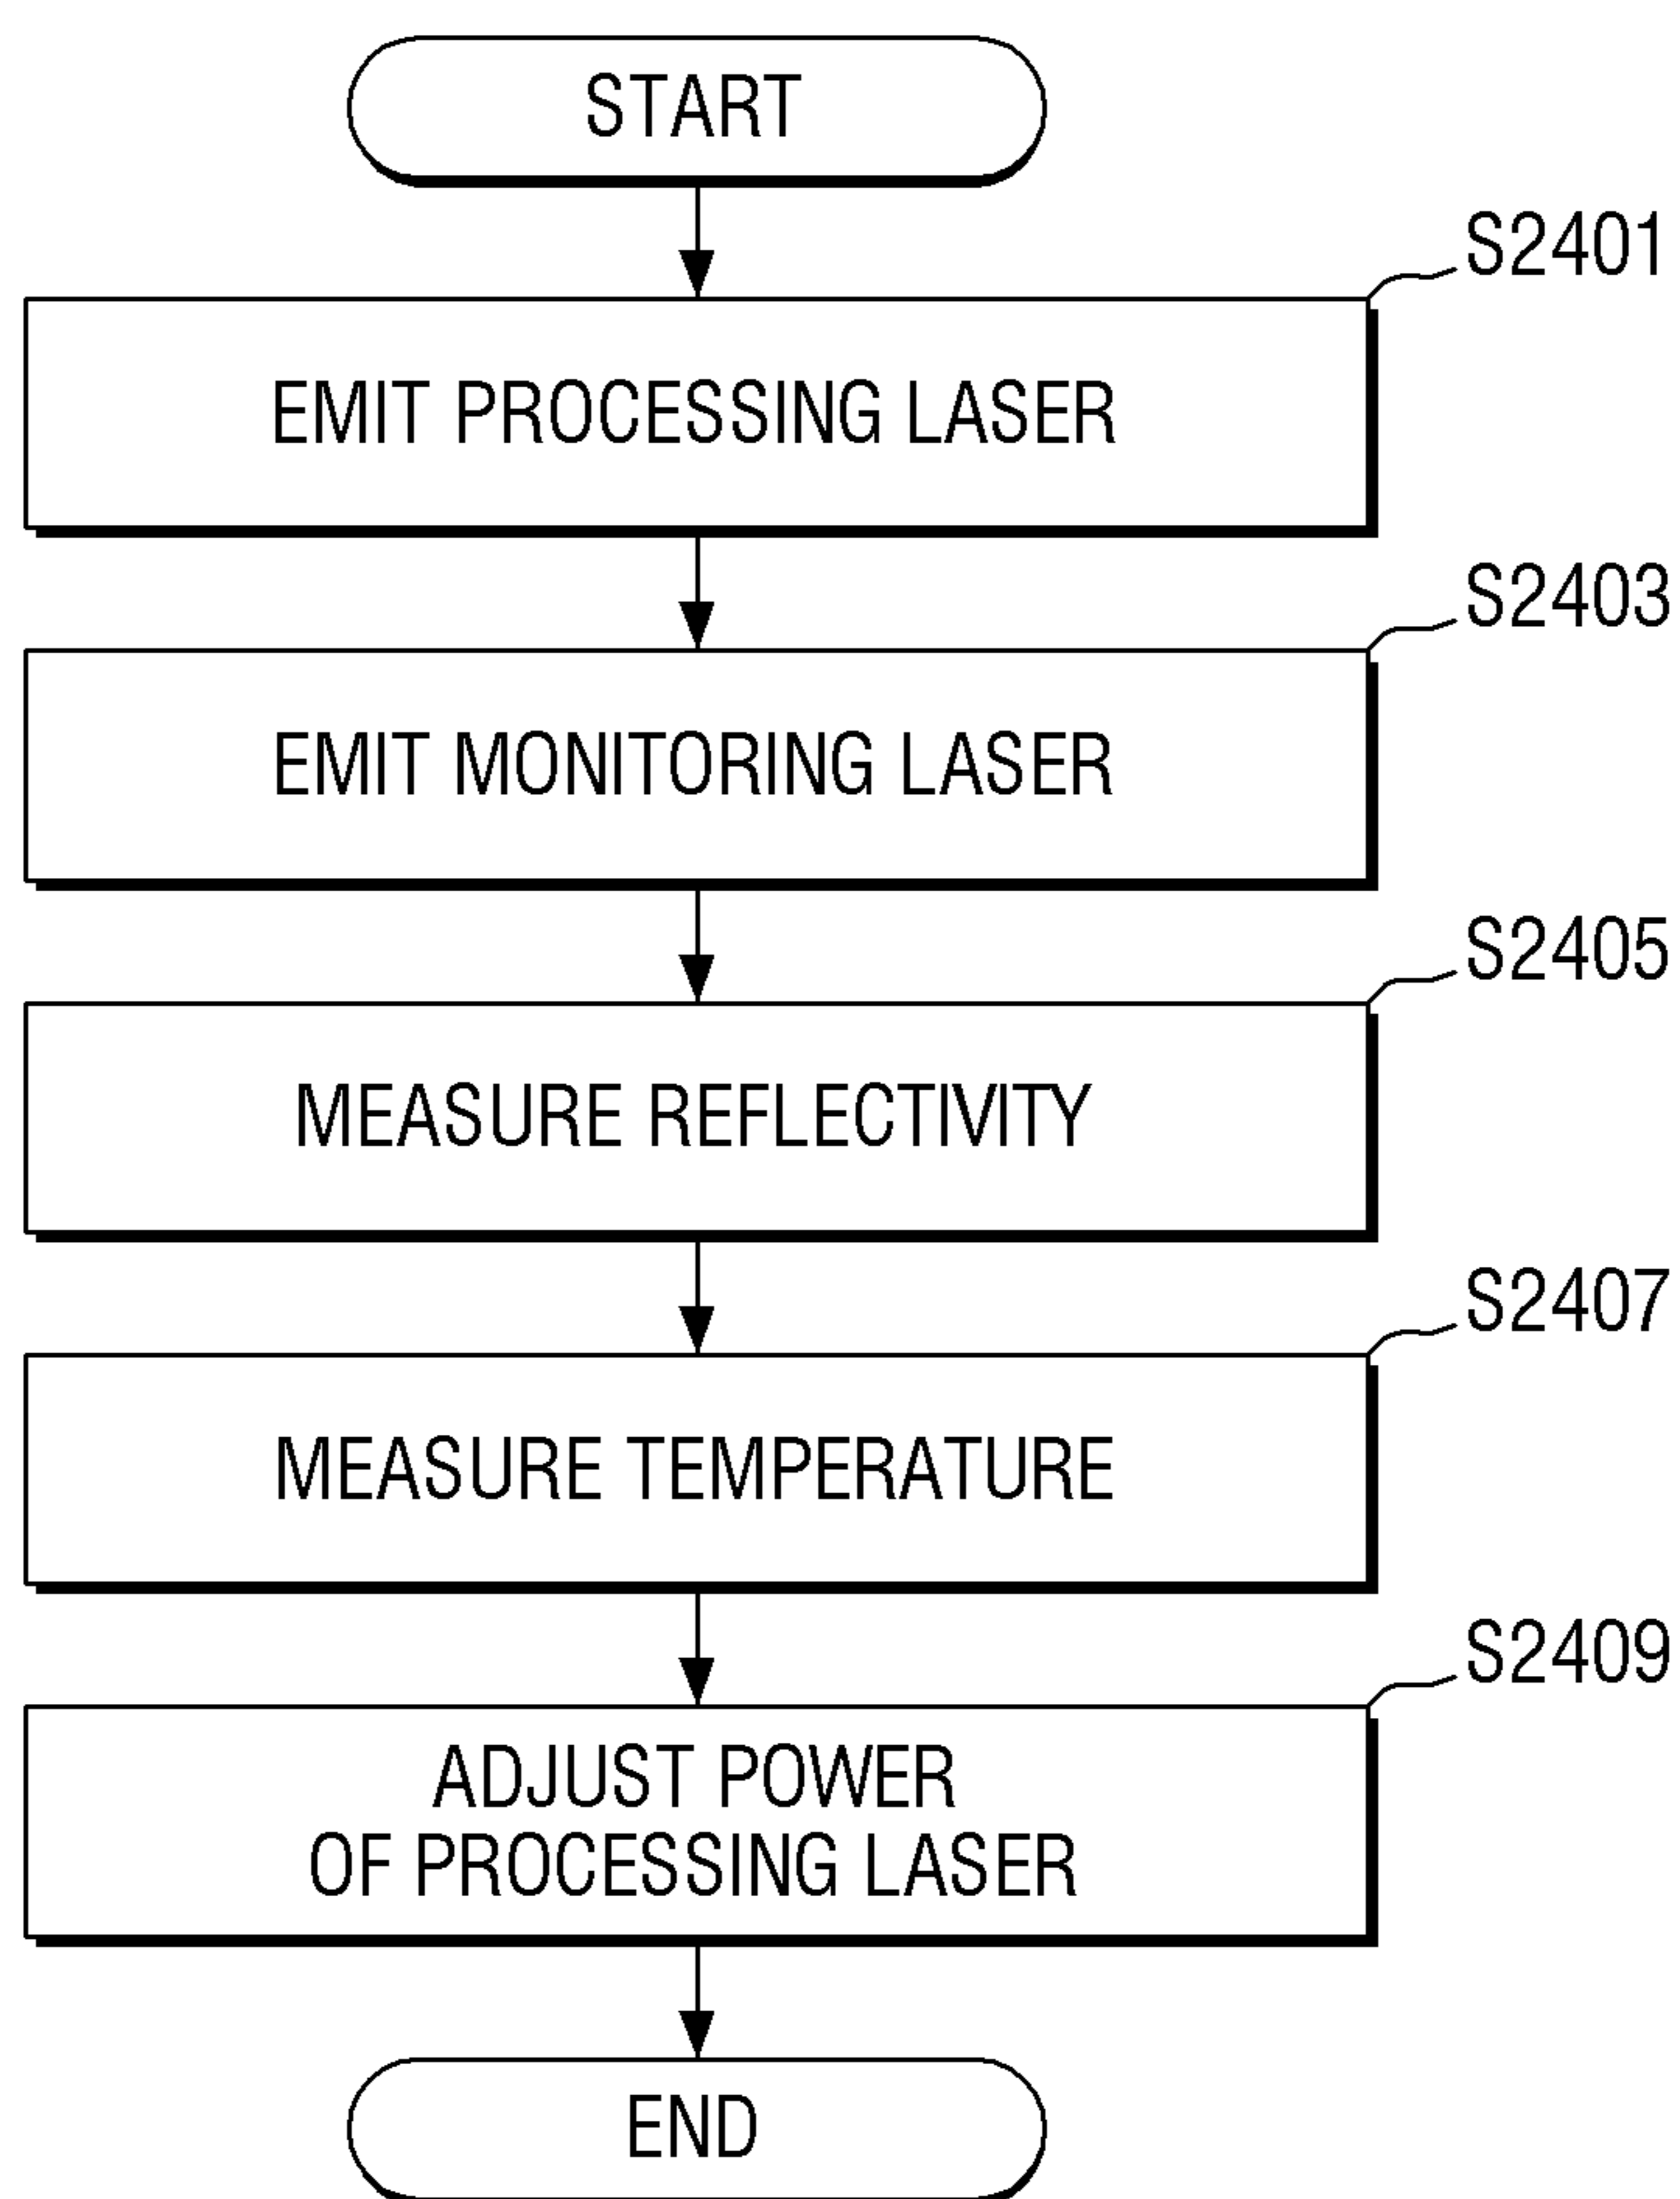 START
S2401
EMIT PROCESSING LASER
S2403
EMIT MONITORING LASER
S2405
MEASURE REFLECTIVITY
S2407
MEASURE TEMPERATURE
S2409
ADJUST POWER
OF PROCESSING LASER
END